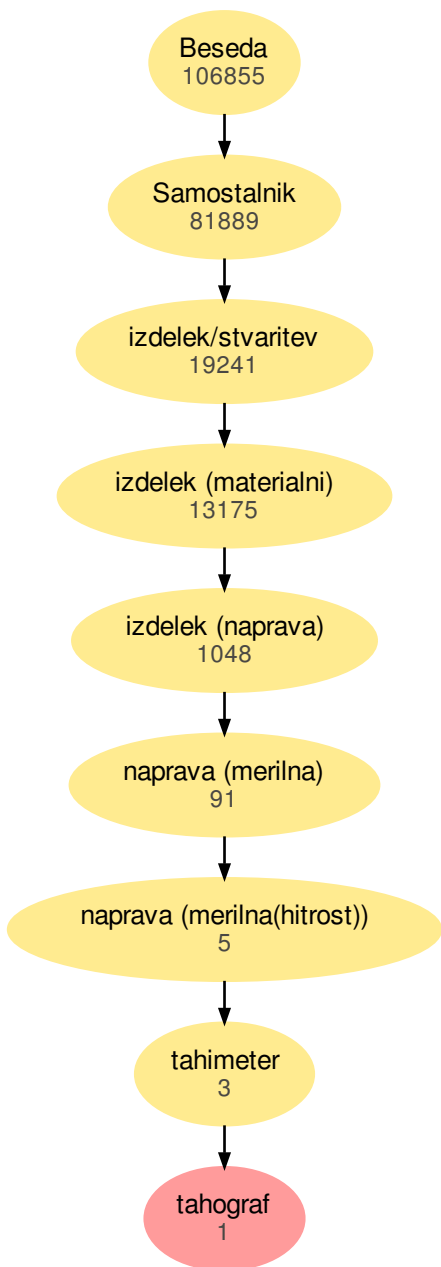 Beseda
106855
Samostalnik
81889
izdelek/stvaritev
19241
izdelek (materialni)
13175
izdelek (naprava)
1048
naprava (merilna)
91
naprava (merilna(hitrost))
5
tahimeter
3
tahograf
1